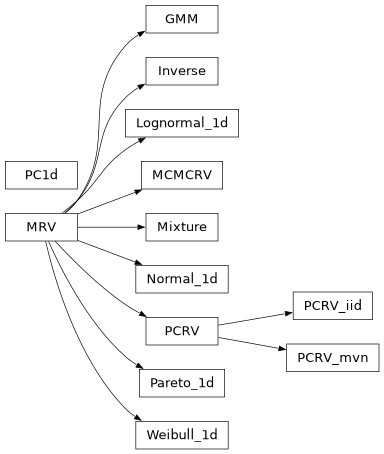 GMM
Inverse
Lognormal_1d
PC1d
MCMCRV
MRV
Mixture
Normal_1d
PCRV
PCRV_iid
PCRV_mvn
Pareto_1d
Weibull_1d